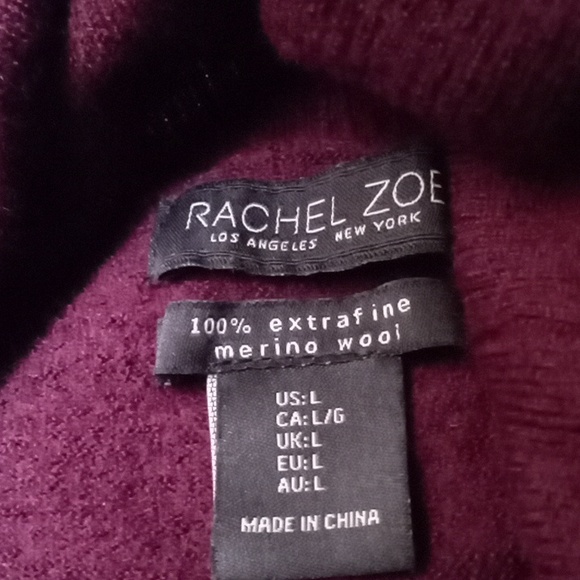 RACHEL ZOE
LOS ANGELES NEW YORK
100% extrafine
merino wool
US: L
CA: L/G
UK: L
EU: L
AU: L
MADE IN CHINA